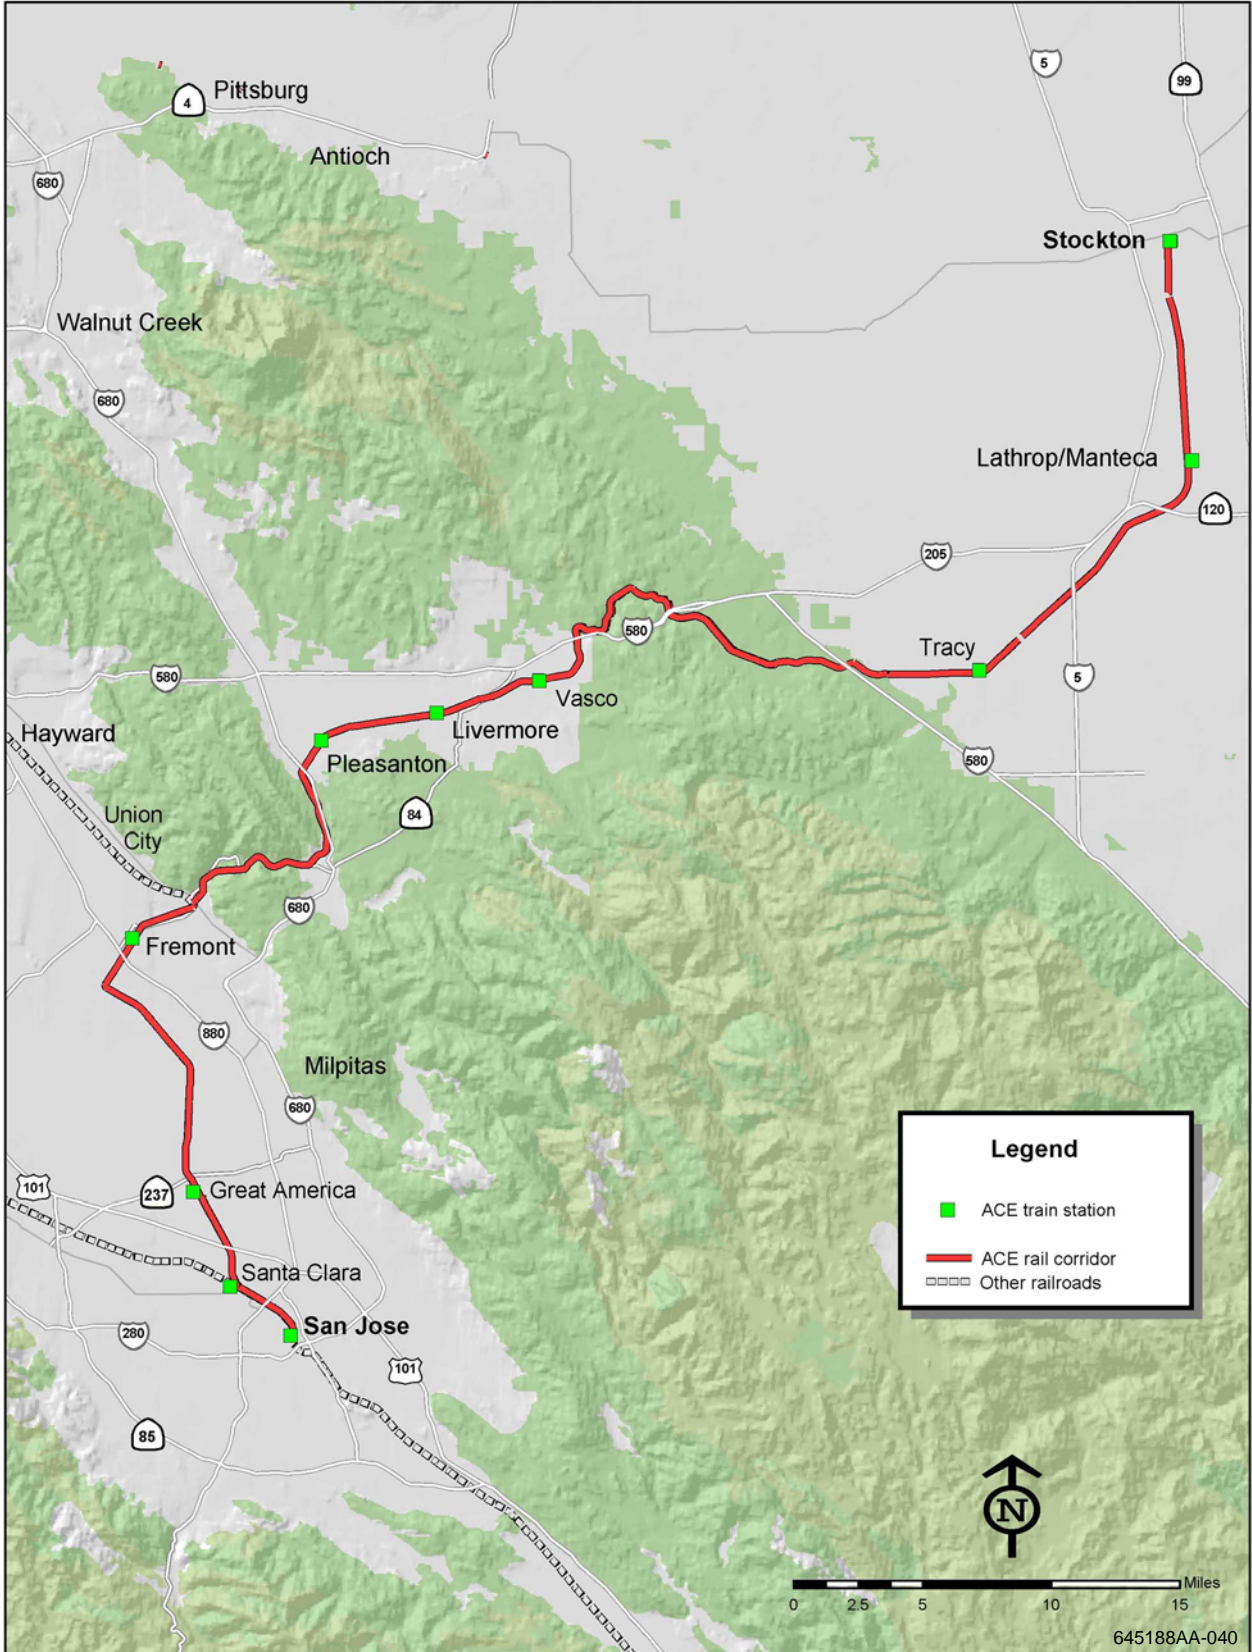 5
99
4
Pittsburg
Antioch
680
Stockton
Walnut Creek
680
Lathrop/Manteca
120
205
580
Tracy
580
5
Vasco
Hayward
Livermore
Pleasanton
580
Union
City
84
680
Fremont
880
Milpitas
680
Legend
101
237
Great America
ACE train station
ACE rail corridor
Santa Clara
Other railroads
280
San Jose
101
85
N
Miles
0 2.5 5 10 15
645188AA-040